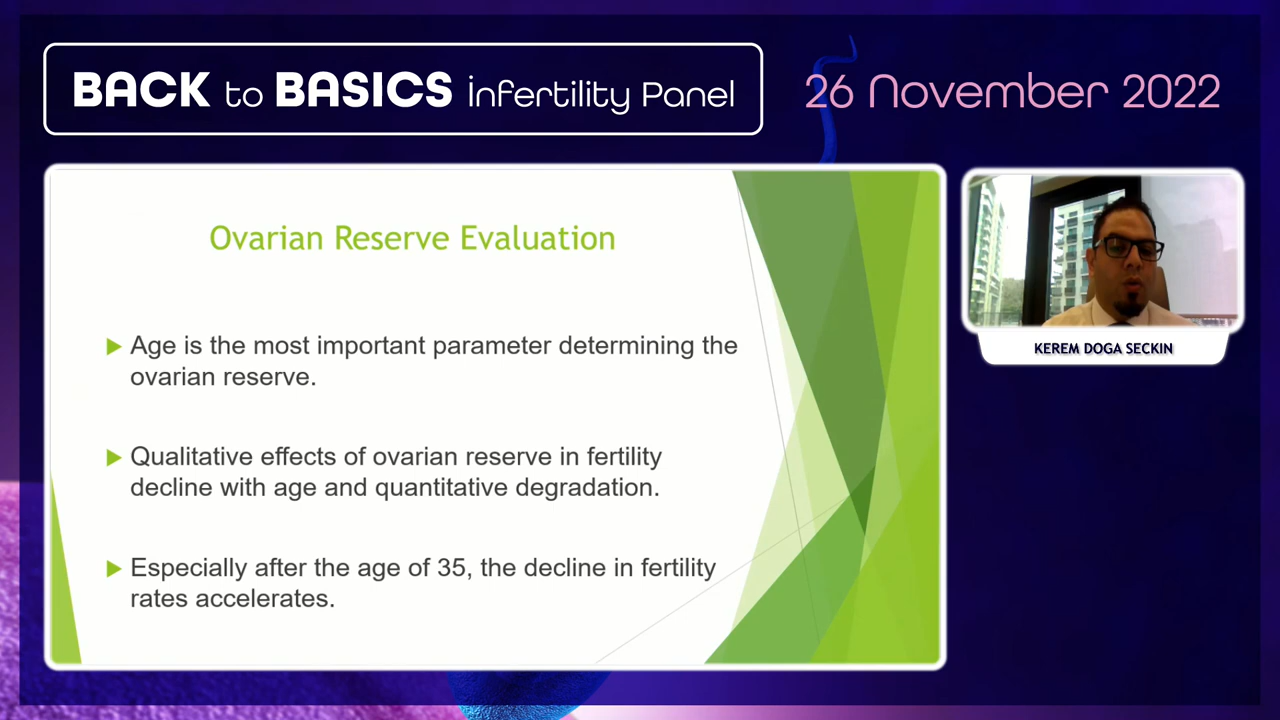 BACK to BASICS infertility Panel
26 November 2022
Ovarian Reserve Evaluation
Age is the most important parameter determining the
ovarian reserve.
Qualitative effects of ovarian reserve in fertility
decline with age and quantitative degradation.
Especially after the age of 35, the decline in fertility
rates accelerates.
KEREM DOGA SECKIN